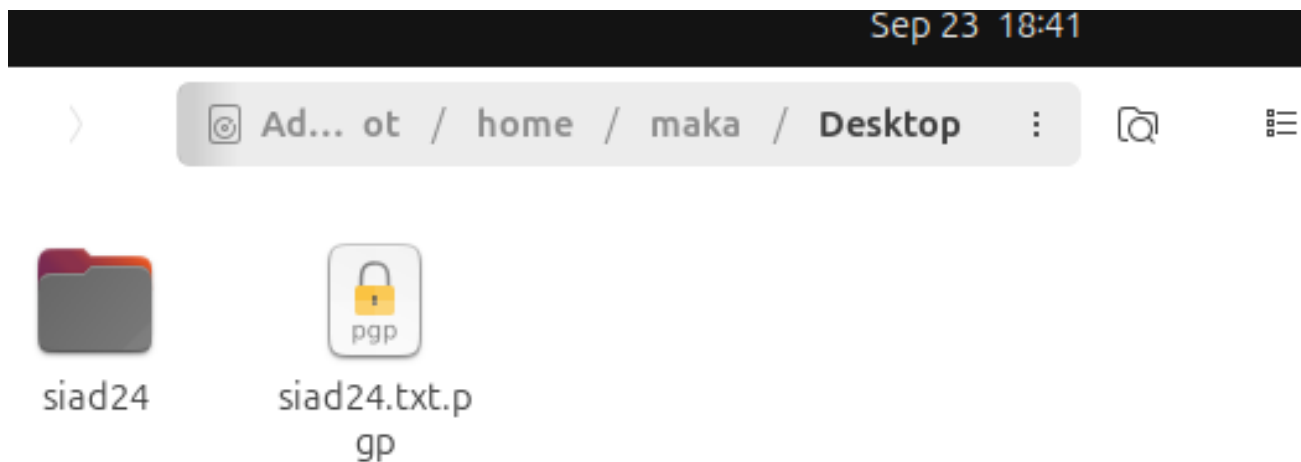 Sep 23 18:41
Ad... ot / home / maka / Desktop
pgp
siad24
siad24.txt.p
gp